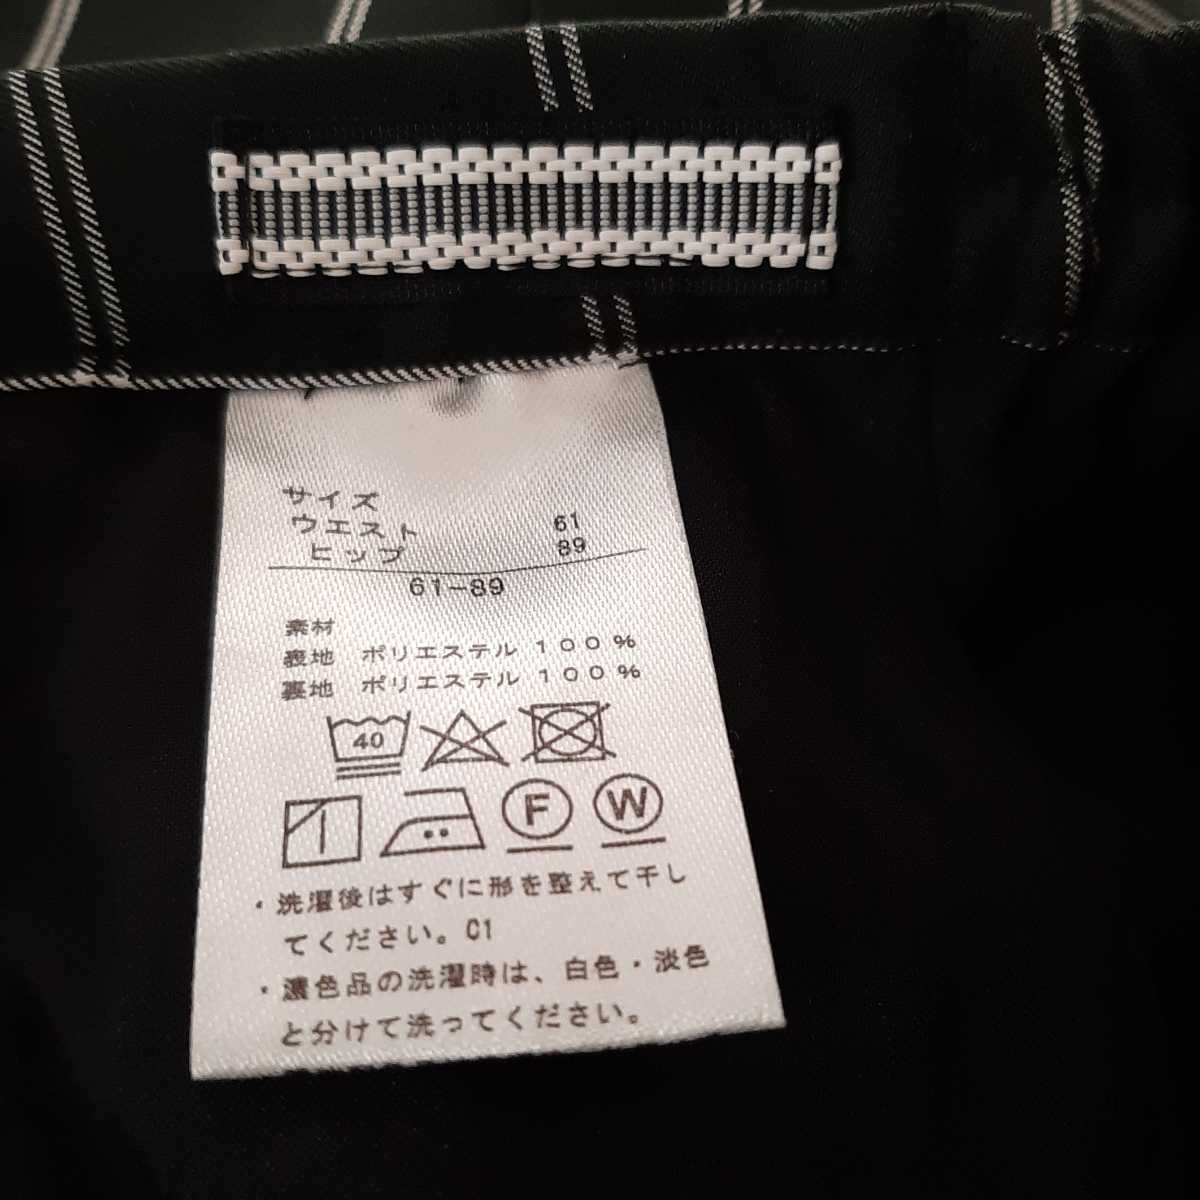 サイズ
ウエスト 61
ヒップ 89
61-89
素材
表地 ポリエステル 100%
裏地 ポリエステル 100%
40
F W
・洗濯後はすぐに形を整えて干し
てください。C1
・濃色品の洗濯時は、白色・淡色
と分けて洗ってください。